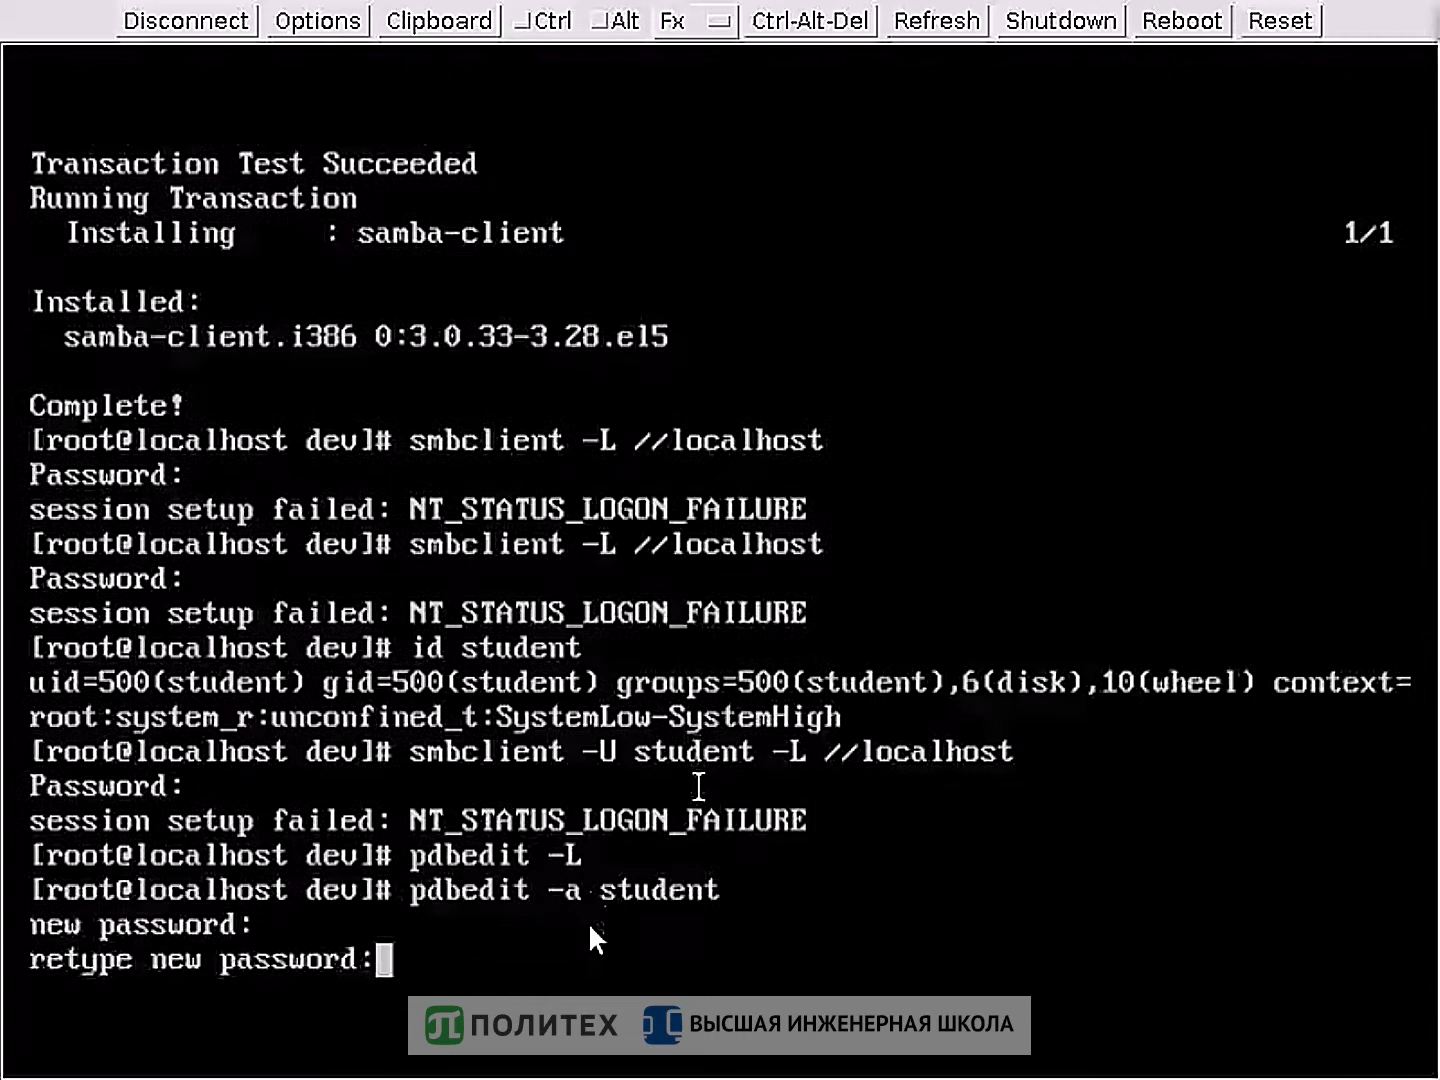 Disconnect Options Clipboard Ctrl Alt Fx Ctrl-Alt-Del Refresh Shutdown Reboot Reset
Transaction Test Succeeded
Running Transaction
Installing : samba-client 1/1
Installed:
samba-client.i386 0:3.0.33-3.28.el5
Complete!
[root@localhost dev]# smbclient -L //localhost
Password:
session setup failed: NT_STATUS_LOGON_FAILURE
[root@localhost dev]# smbclient -L //localhost
Password:
session setup failed: NT_STATUS_LOGON_FAILURE
[root@localhost dev]# id student
uid=500(student) gid=500(student) groups=500(student),6(disk),10(wheel) context=
root:system_r:unconfined_t:SystemLow-SystemHigh
[root@localhost dev]# smbclient -U student -L //localhost
Password:
session setup failed: NT_STATUS_LOGON_FAILURE
[root@localhost dev]# pdbedit -L
[root@localhost dev]# pdbedit -a student
new password:
retype new password:
ПОЛИТЕХ ВЫСШАЯ ИНЖЕНЕРНАЯ ШКОЛА